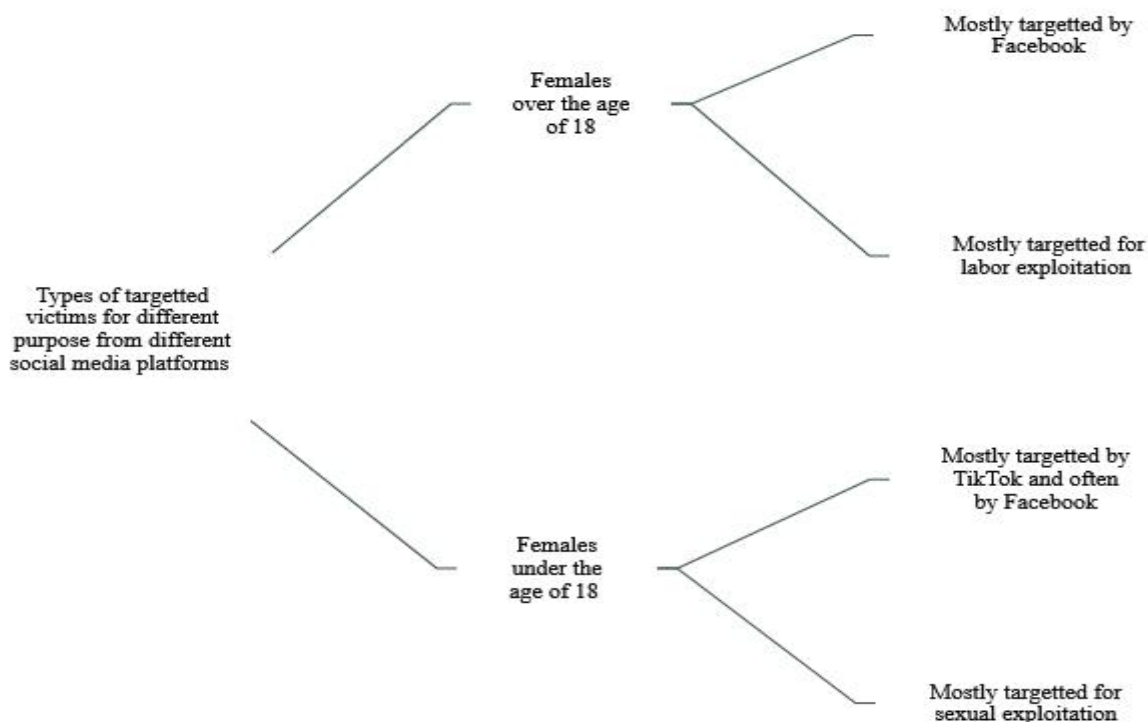 Types of targetted
victims for different
purpose from different
social media platforms
Females
over the age
of 18
Mostly targetted by
Facebook
Mostly targetted for
labor exploitation
Females
under the
age of 18
Mostly targetted by
TikTok and often
by Facebook
Mostly targetted for
sexual exploitation